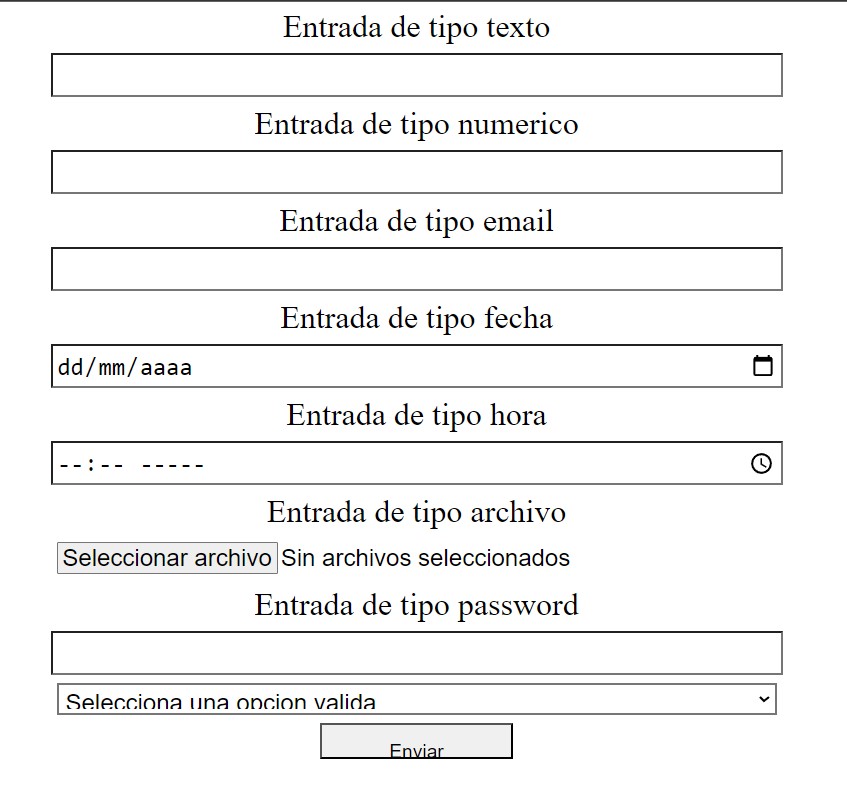 Entrada de tipo texto
Entrada de tipo numerico
Entrada de tipo email
Entrada de tipo fecha
dd/mm/aaaa
Entrada de tipo hora
--:-- -----
Entrada de tipo archivo
Seleccionar archivo Sin archivos seleccionados
Entrada de tipo password
Selecciona una opcion valida
Enviar